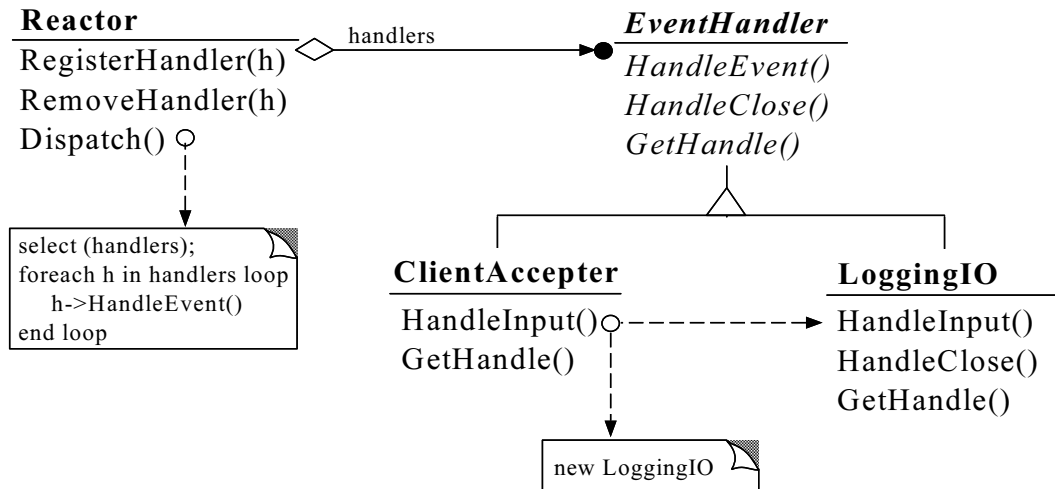 Reactor
RegisterHandler(h)
RemoveHandler(h)
Dispatch()
handlers
EventHandler
HandleEvent()
HandleClose()
GetHandle()
select (handlers);
foreach h in handlers loop
h->HandleEvent()
end loop
ClientAccepter
HandleInput()
GetHandle()
LoggingIO
HandleInput()
HandleClose()
GetHandle()
new LoggingIO